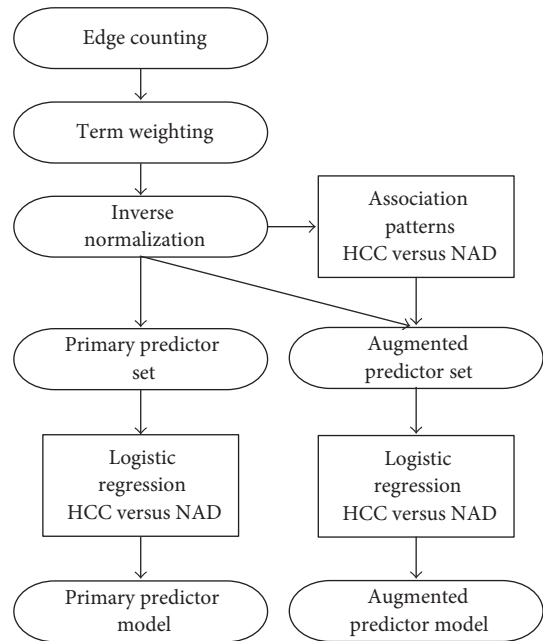 Edge counting
Term weighting
Inverse
normalization
Association
patterns
HCC versus NAD
Primary predictor
set
Augmented
predictor set
Logistic
regression
HCC versus NAD
Logistic
regression
HCC versus NAD
Primary predictor
model
Augmented
predictor model